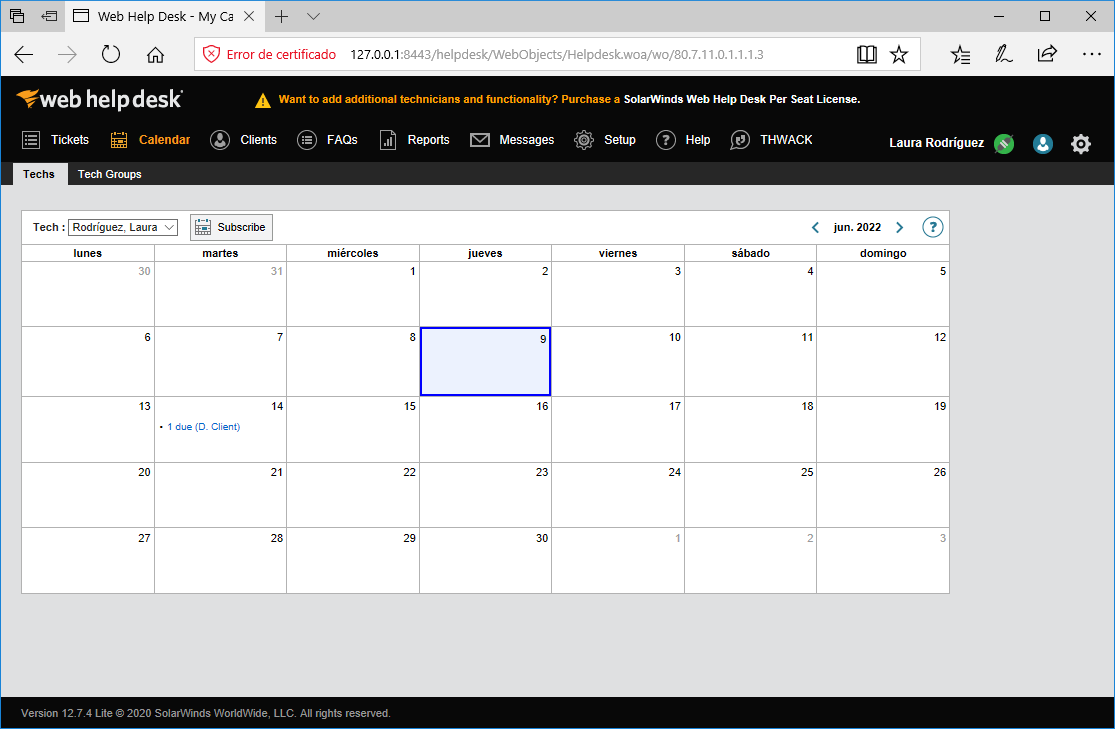 Web Help Desk - My Ca
Error de certificado 127.0.0.1:8443/helpdesk/WebObjects/Helpdesk.woa/wo/80.7.11.0.1.1.1.3
web help desk
Want to add additional technicians and functionality? Purchase a SolarWinds Web Help Desk Per Seat License.
Tickets Calendar Clients FAQs Reports Messages Setup ? Help THWACK
Laura Rodríguez
Techs Tech Groups
Tech : Rodríguez, Laura Subscribe jun. 2022 ?
lunes martes miércoles jueves viernes sábado domingo
30 31 1 2 3 4 5
6 7 8 9 10 11 12
13 14 15 16 17 18 19
• 1 due (D. Client)
20 21 22 23 24 25 26
27 28 29 30 1 2 3
Version 12.7.4 Lite © 2020 SolarWinds WorldWide, LLC. All rights reserved.